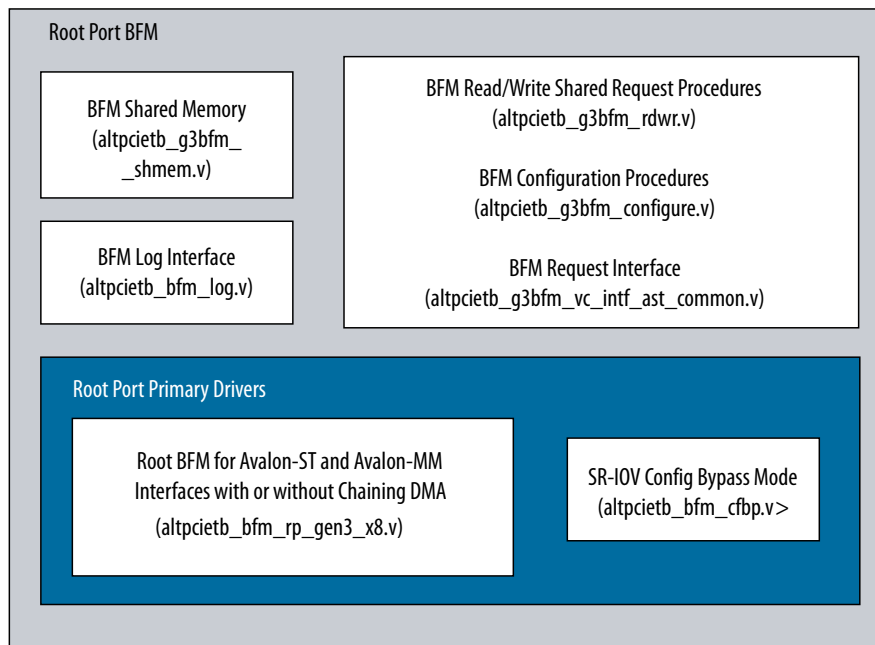 Root Port BFM
BFM Shared Memory
(altpcietb_g3bfm_
_shmem.v)
BFM Log Interface
(altpcietb_bfm_log.v)
BFM Read/Write Shared Request Procedures
(altpcietb_g3bfm_rdwr.v)
BFM Configuration Procedures
(altpcietb_g3bfm_configure.v)
BFM Request Interface
(altpcietb_g3bfm_vc_intf_ast_common.v)
Root Port Primary Drivers
Root BFM for Avalon-ST and Avalon-MM
Interfaces with or without Chaining DMA
(altpcietb_bfm_rp_gen3_x8.v)
SR-IOV Config Bypass Mode
(altpcietb_bfm_cfbp.v>